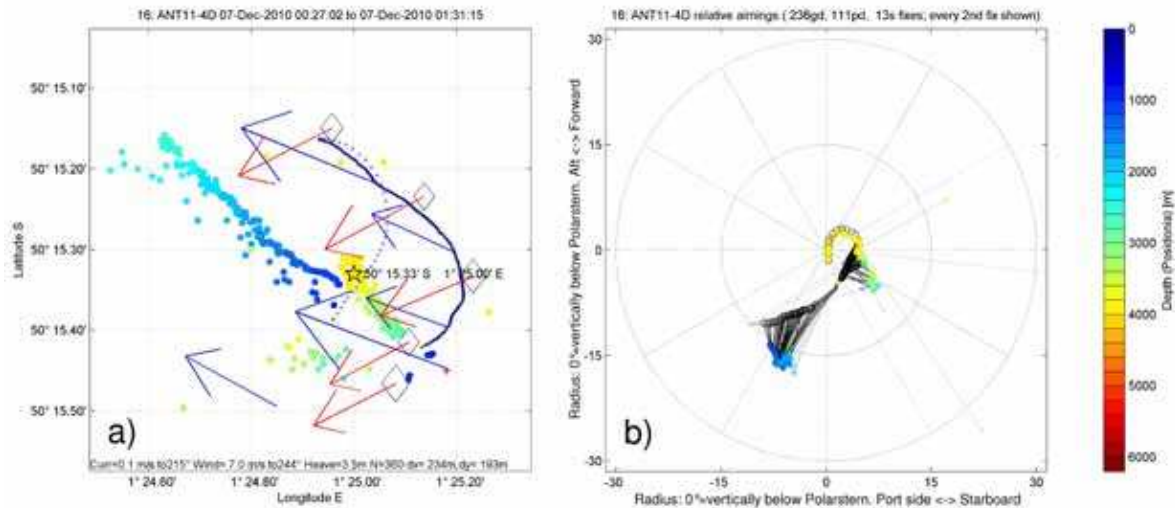 16: ANT11-4D 07-Dec-2010 00:27:02 to 07-Dec-2010 01:31:15
50° 15.10'
50° 15.20'
50° 15.30'
50° 15.40'
50° 15.50'
Latitude S
50° 15.33' S 1° 25.00' E
a)
Curr=0.1 m/s to215° Wind= 7.0 m/s to244° Heave=3.5m N=360 dx= 234m,dy= 193m
1° 24.60'
1° 24.80'
1° 25.00'
1° 25.20'
Longitude E
16: ANT11-4D relative aimings ( 236gd, 111pd, 13s fixes; every 2nd fix shown)
30
15
0
-15
-30
Radius: 0°=vertically below Polarstern. Aft <-> Forward
b)
-30 -15 0 15 30
Radius: 0°=vertically below Polarstern. Port side <-> Starboard
0
1000
2000
3000
4000
5000
6000
Depth (Posidonia) [m]